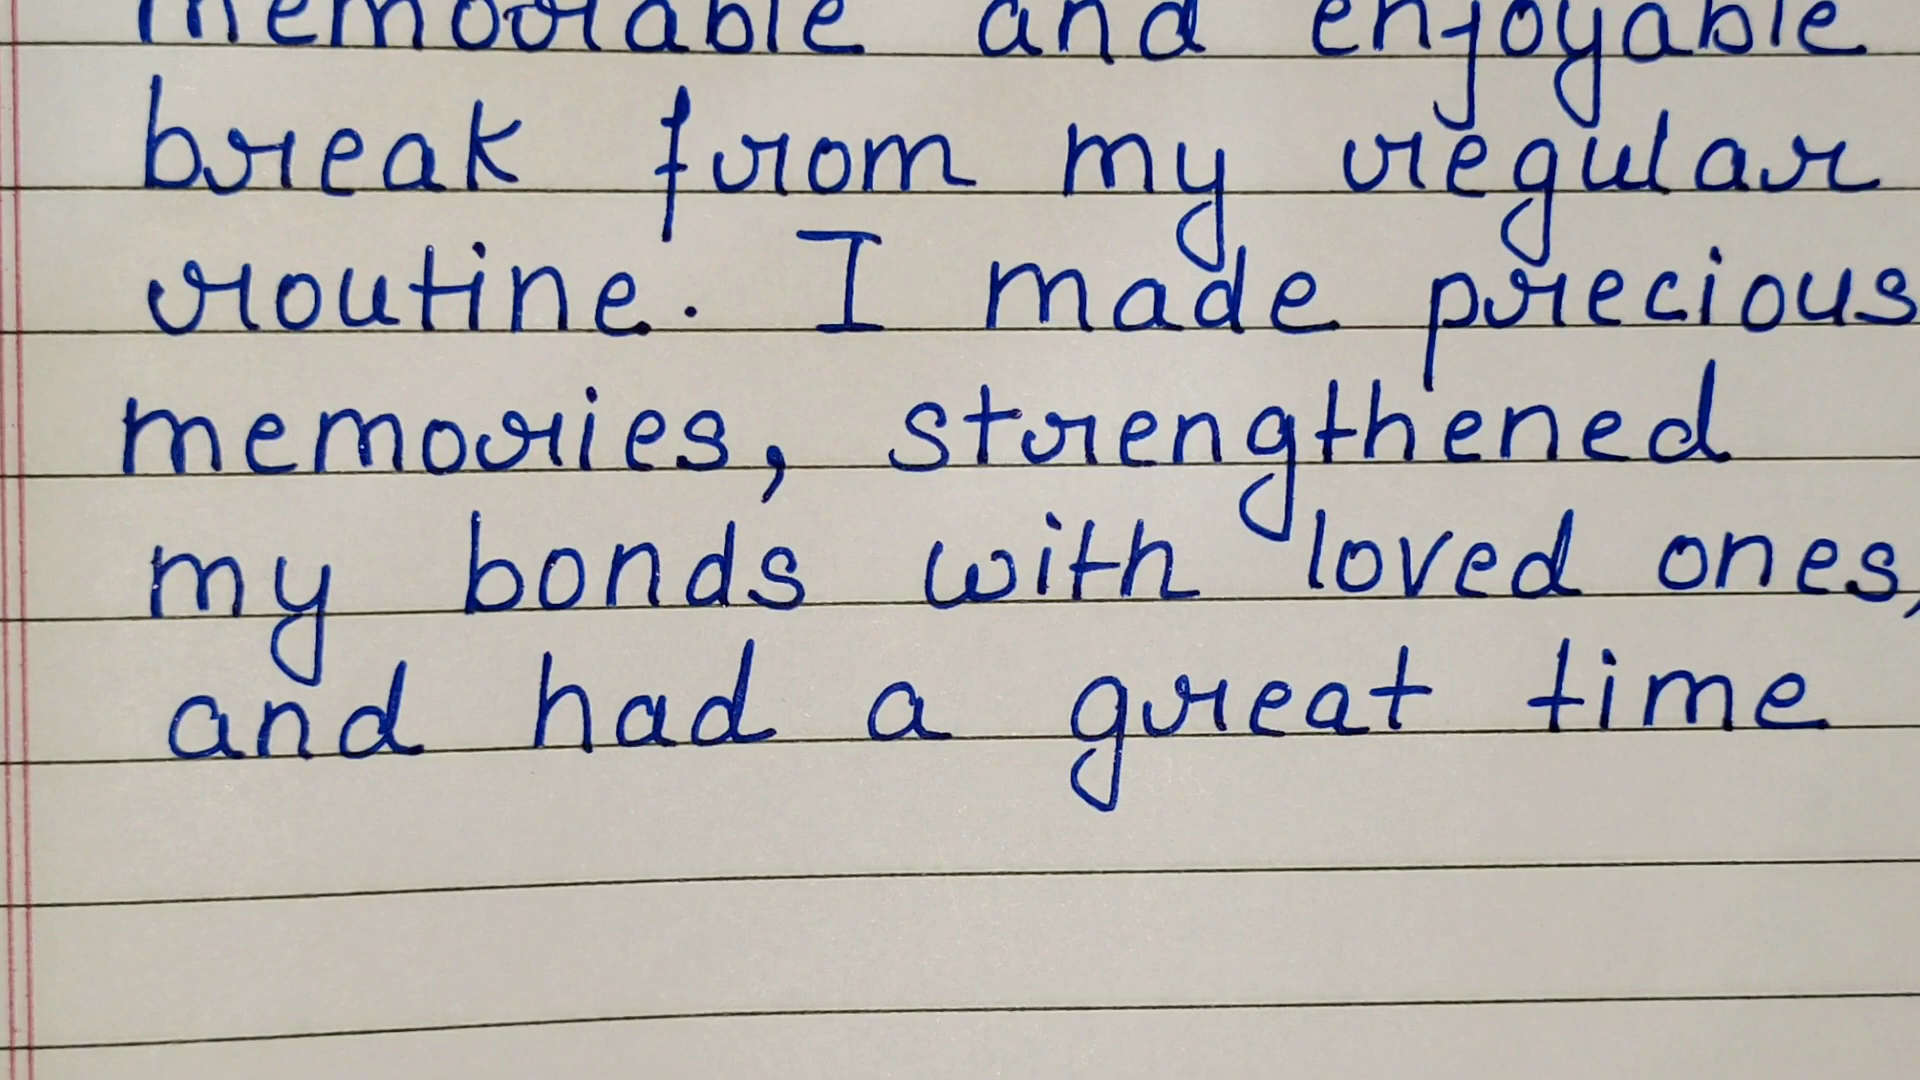 memorable and enjoyable
break from my regular
routine. I made precious
memories, strengthened
my bonds with loved ones,
and had a great time